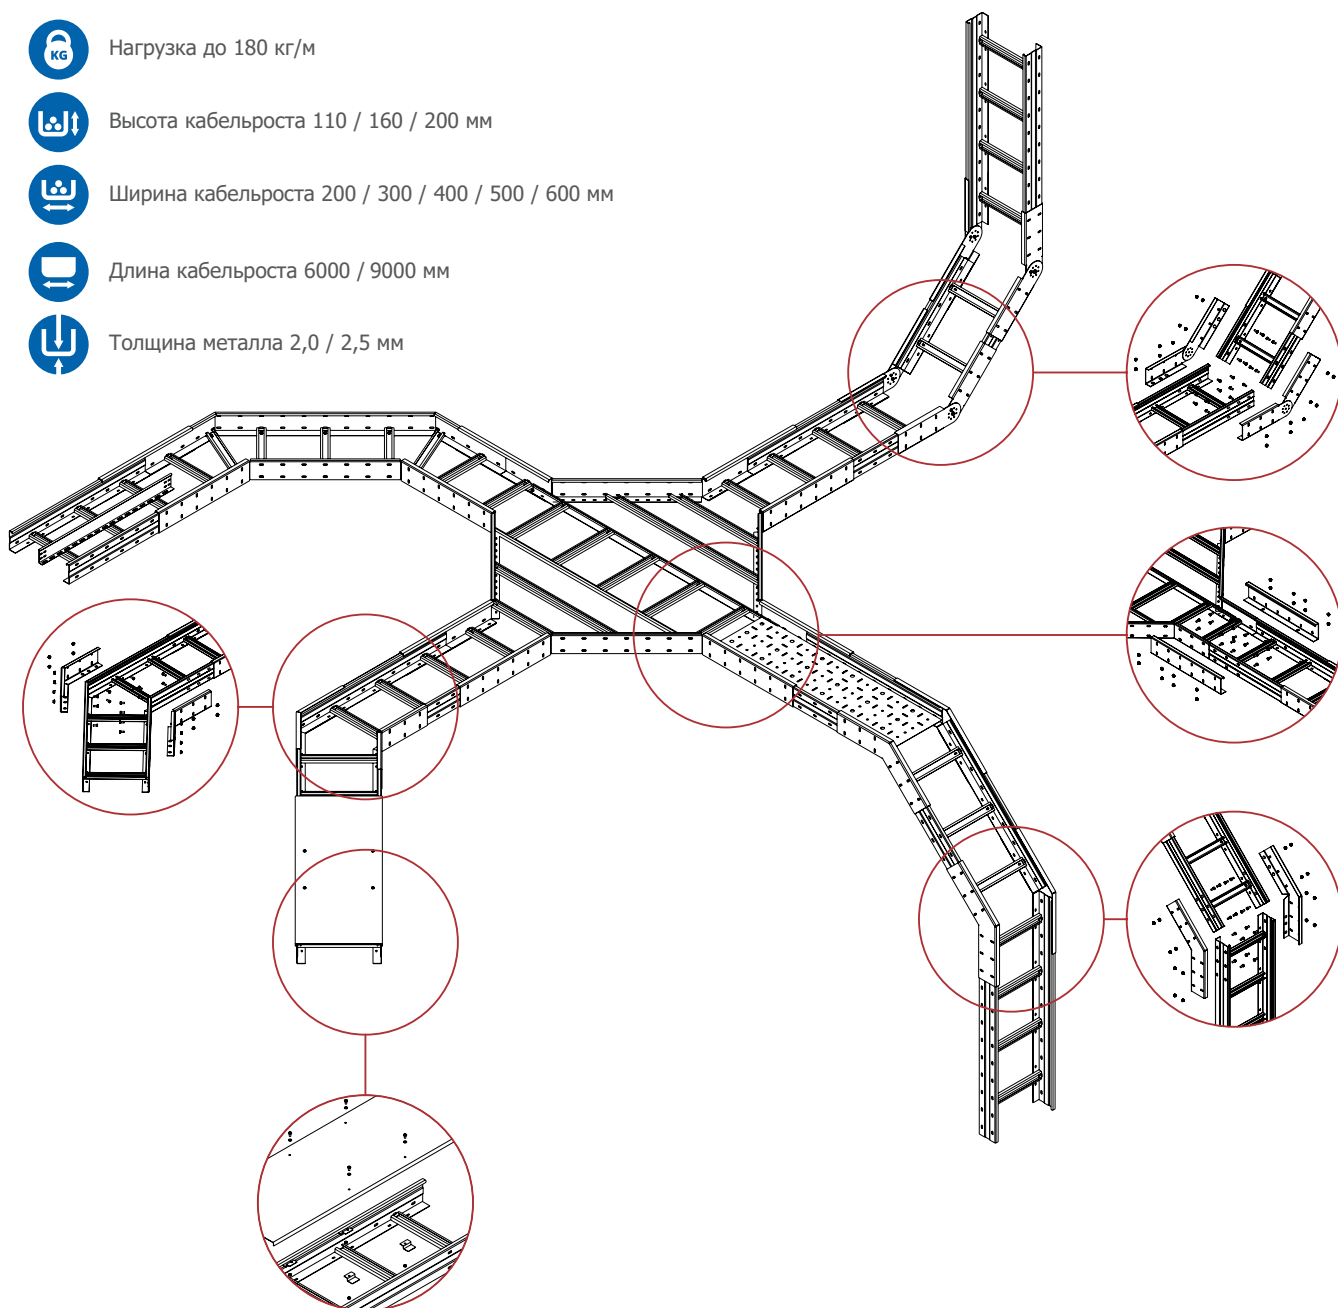 KG
Нагрузка до 180 кг/м
Высота кабельроста 110 / 160 / 200 мм
Ширина кабельроста 200 / 300 / 400 / 500 / 600 мм
Длина кабельроста 6000 / 9000 мм
Толщина металла 2,0 / 2,5 мм